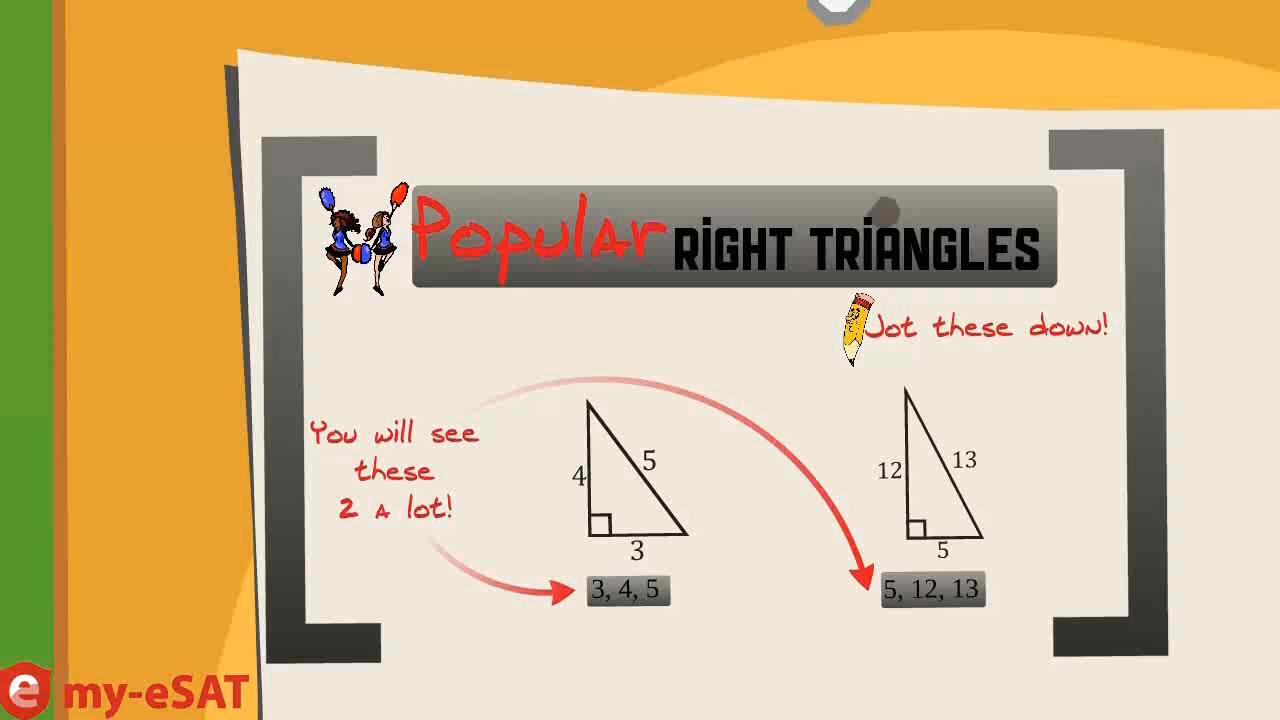 Popular RIGHT TRIANGLES
Jot these down!
You will see
these
2 a lot!
4
5
3
3, 4, 5
12
13
5
5, 12, 13
e my-eSAT